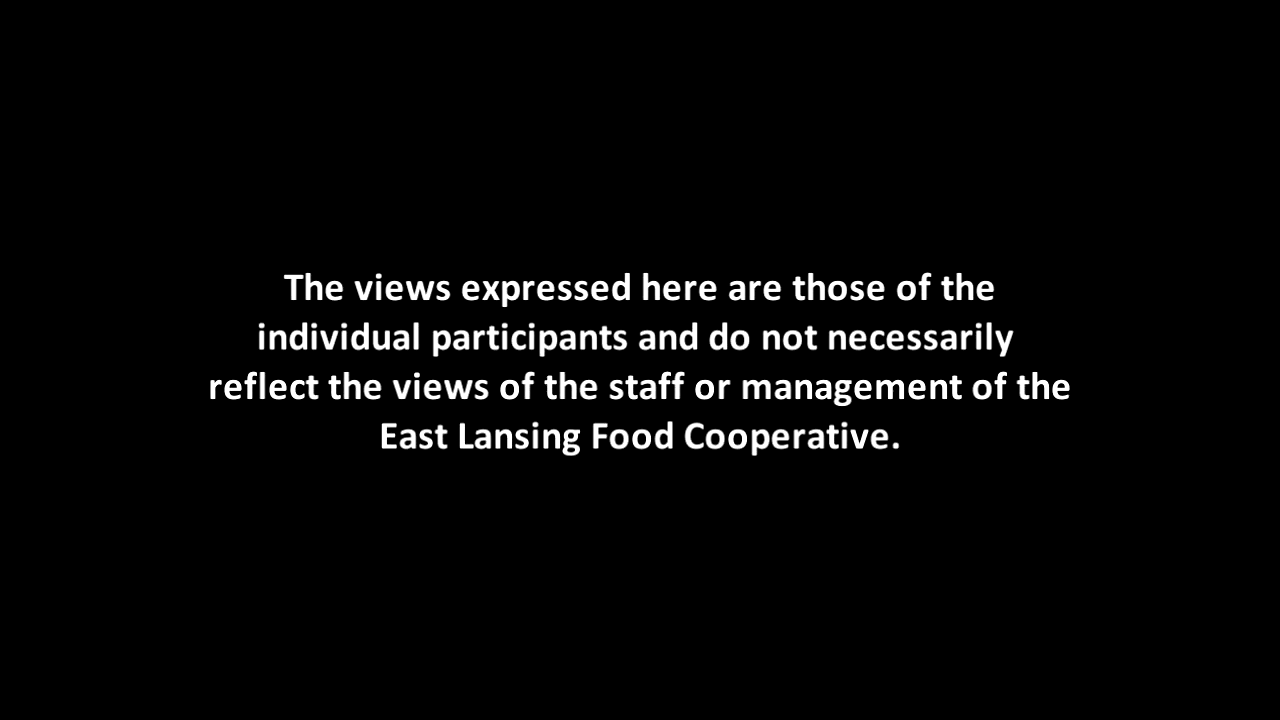 The views expressed here are those of the
individual participants and do not necessarily
reflect the views of the staff or management of the
East Lansing Food Cooperative.